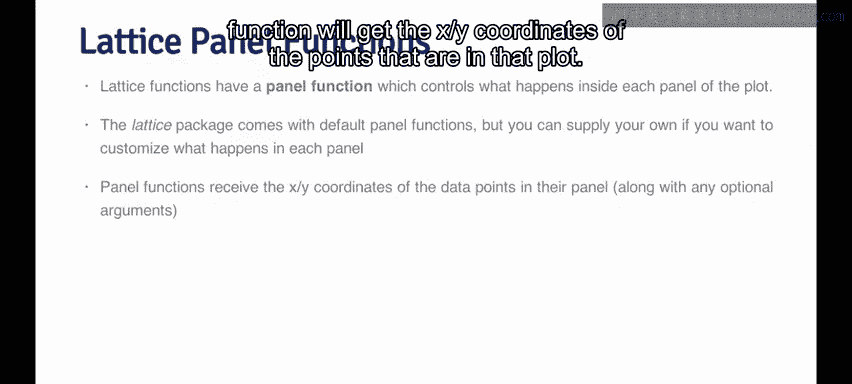 function will get the x/y coordinates of
the points that are in that plot.
Lattice Panel Functions
· Lattice functions have a panel function which controls what happens inside each panel of the plot.
· The lattice package comes with default panel functions, but you can supply your own if you want to
customize what happens in each panel
· Panel functions receive the x/y coordinates of the data points in their panel (along with any optional
arguments)